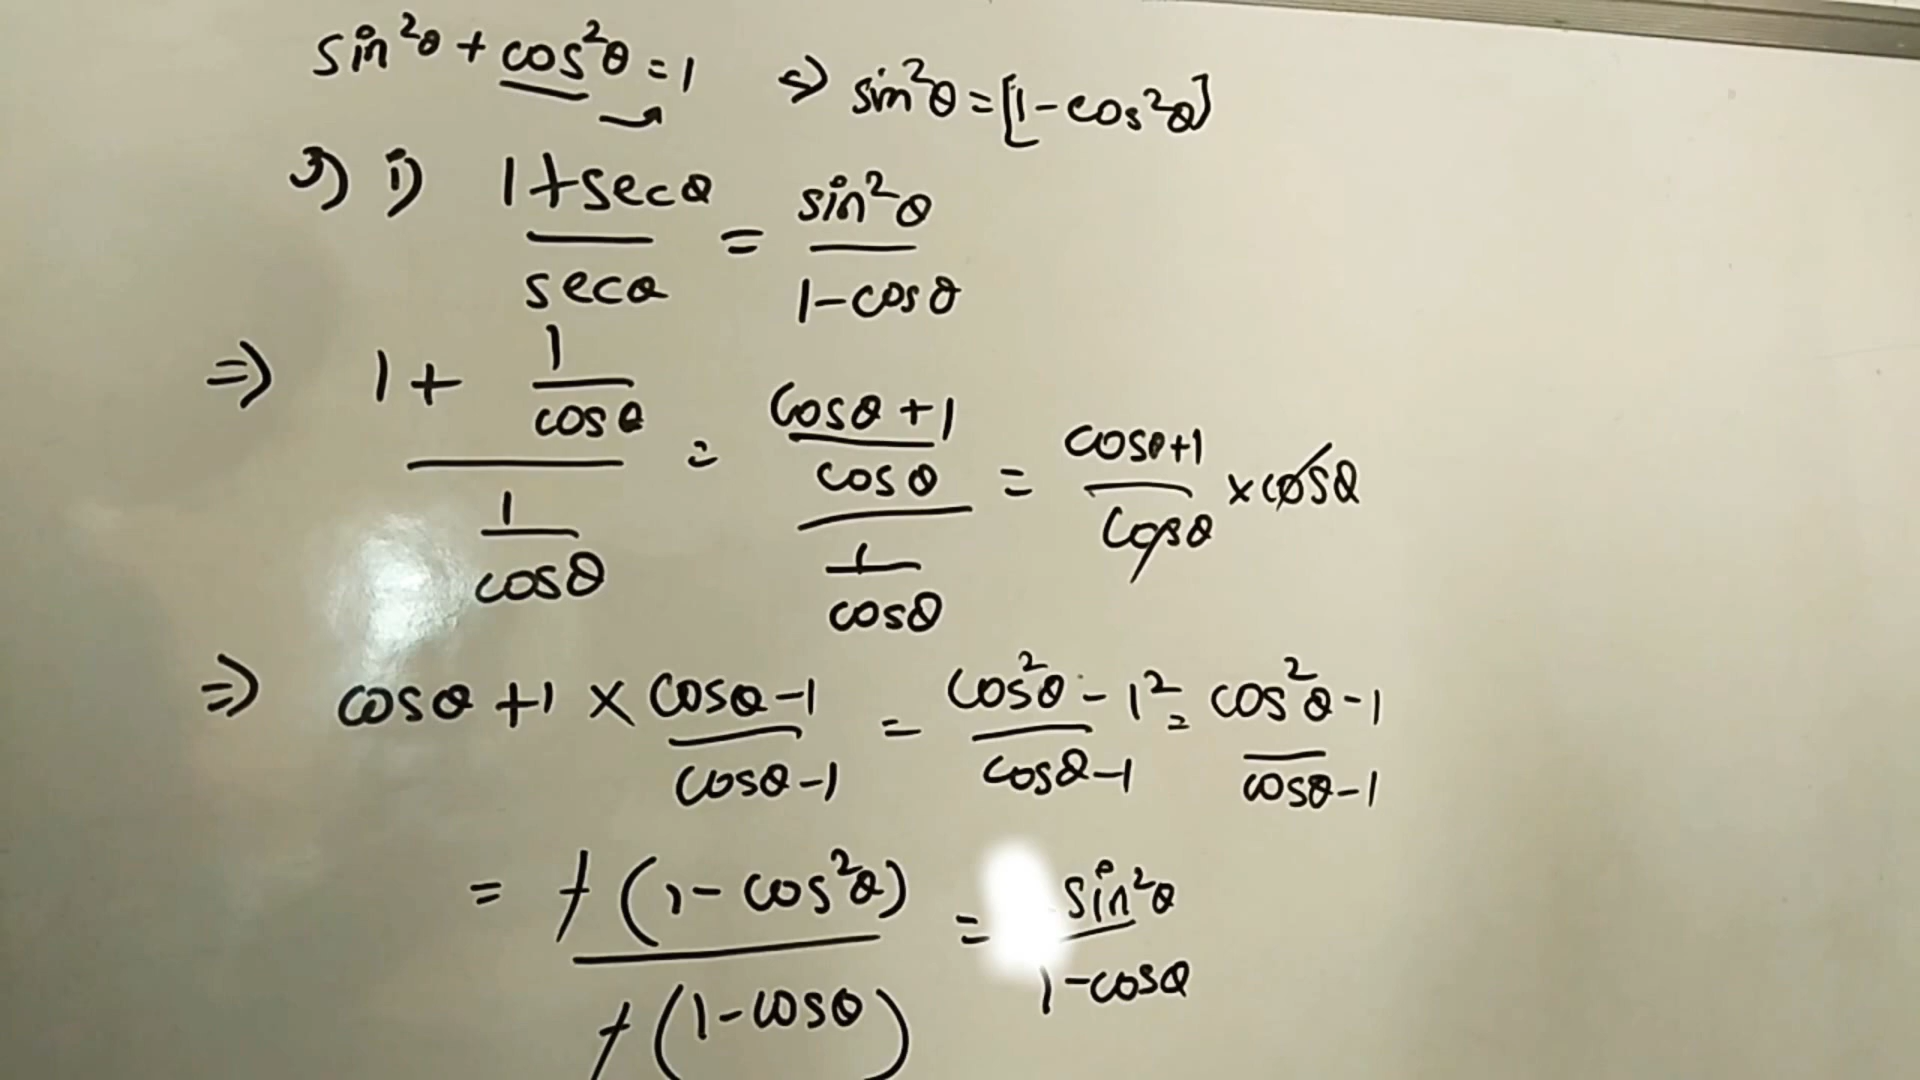 sin²θ + cos²θ = 1 ⇒ sin²θ = [1 - cos²θ]
3) i) (1 + secθ)/secθ = sin²θ/(1 - cosθ)
⇒ (1 + 1/cosθ)/(1/cosθ) = ((cosθ + 1)/cosθ)/(1/cosθ) = (cosθ + 1)/cosθ × cosθ
⇒ cosθ + 1 × (cosθ - 1)/(cosθ - 1) = (cos²θ - 1²)/(cosθ - 1) = (cos²θ - 1)/(cosθ - 1)
= -(1 - cos²θ)/-(1 - cosθ) = sin²θ/(1 - cosθ)